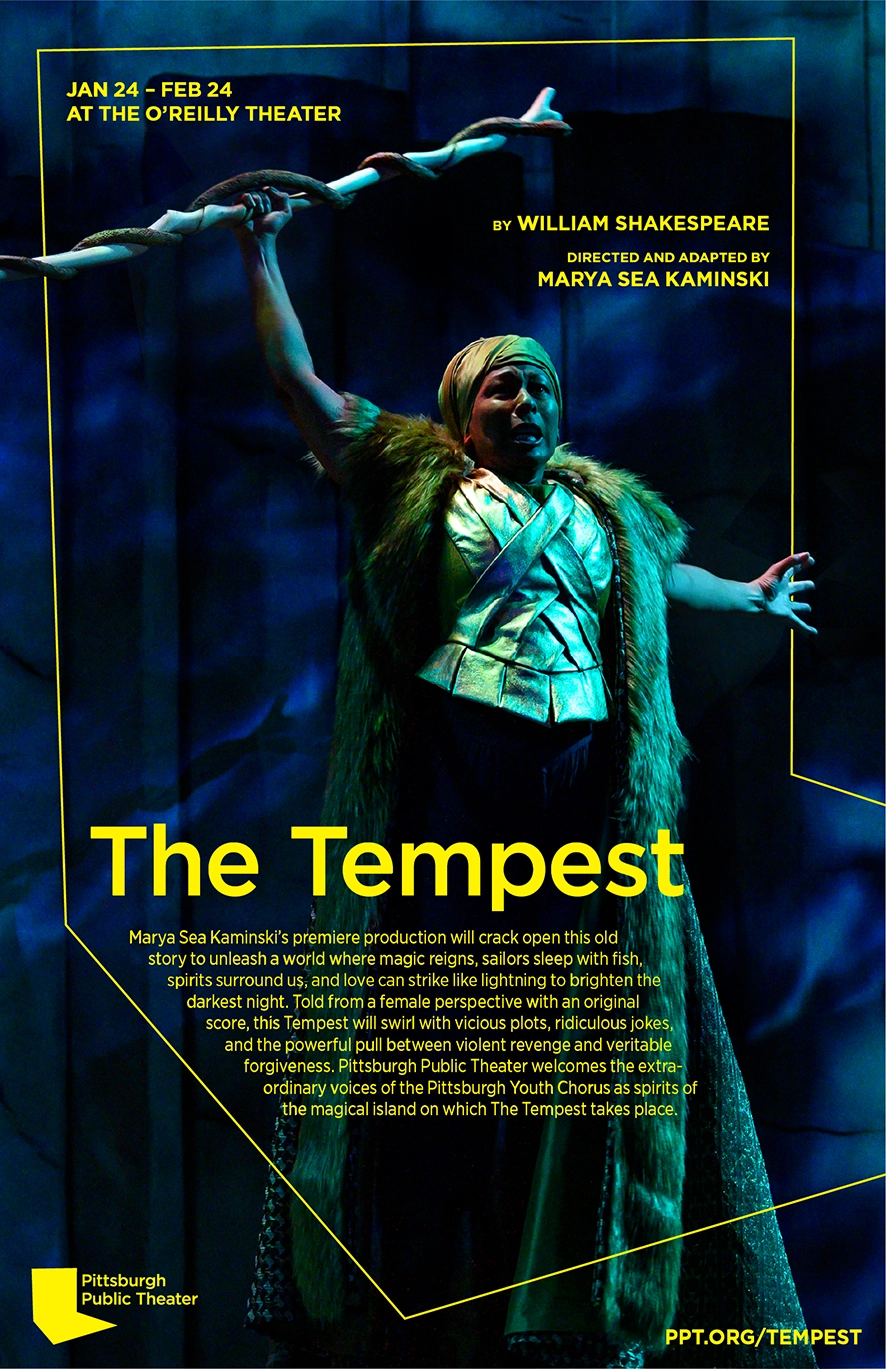 JAN 24 – FEB 24
AT THE O'REILLY THEATER
BY WILLIAM SHAKESPEARE
DIRECTED AND ADAPTED BY
MARYA SEA KAMINSKI
The Tempest
Marya Sea Kaminski's premiere production will crack open this old
story to unleash a world where magic reigns, sailors sleep with fish,
spirits surround us, and love can strike like lightning to brighten the
darkest night. Told from a female perspective with an original
score, this Tempest will swirl with vicious plots, ridiculous jokes,
and the powerful pull between violent revenge and veritable
forgiveness. Pittsburgh Public Theater welcomes the extra-
ordinary voices of the Pittsburgh Youth Chorus as spirits of
the magical island on which The Tempest takes place.
Pittsburgh
Public Theater
PPT.ORG/TEMPEST